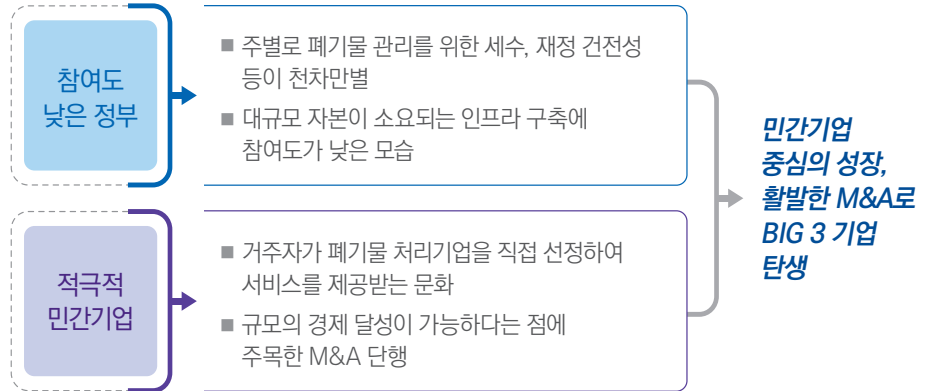 참여도
낮은 정부
■ 주별로 폐기물 관리를 위한 세수, 재정 건전성
등이 천차만별
■ 대규모 자본이 소요되는 인프라 구축에
참여도가 낮은 모습
적극적
민간기업
■ 거주자가 폐기물 처리기업을 직접 선정하여
서비스를 제공받는 문화
■ 규모의 경제 달성이 가능하다는 점에
주목한 M&A 단행
민간기업
중심의 성장,
활발한 M&A로
BIG 3 기업
탄생